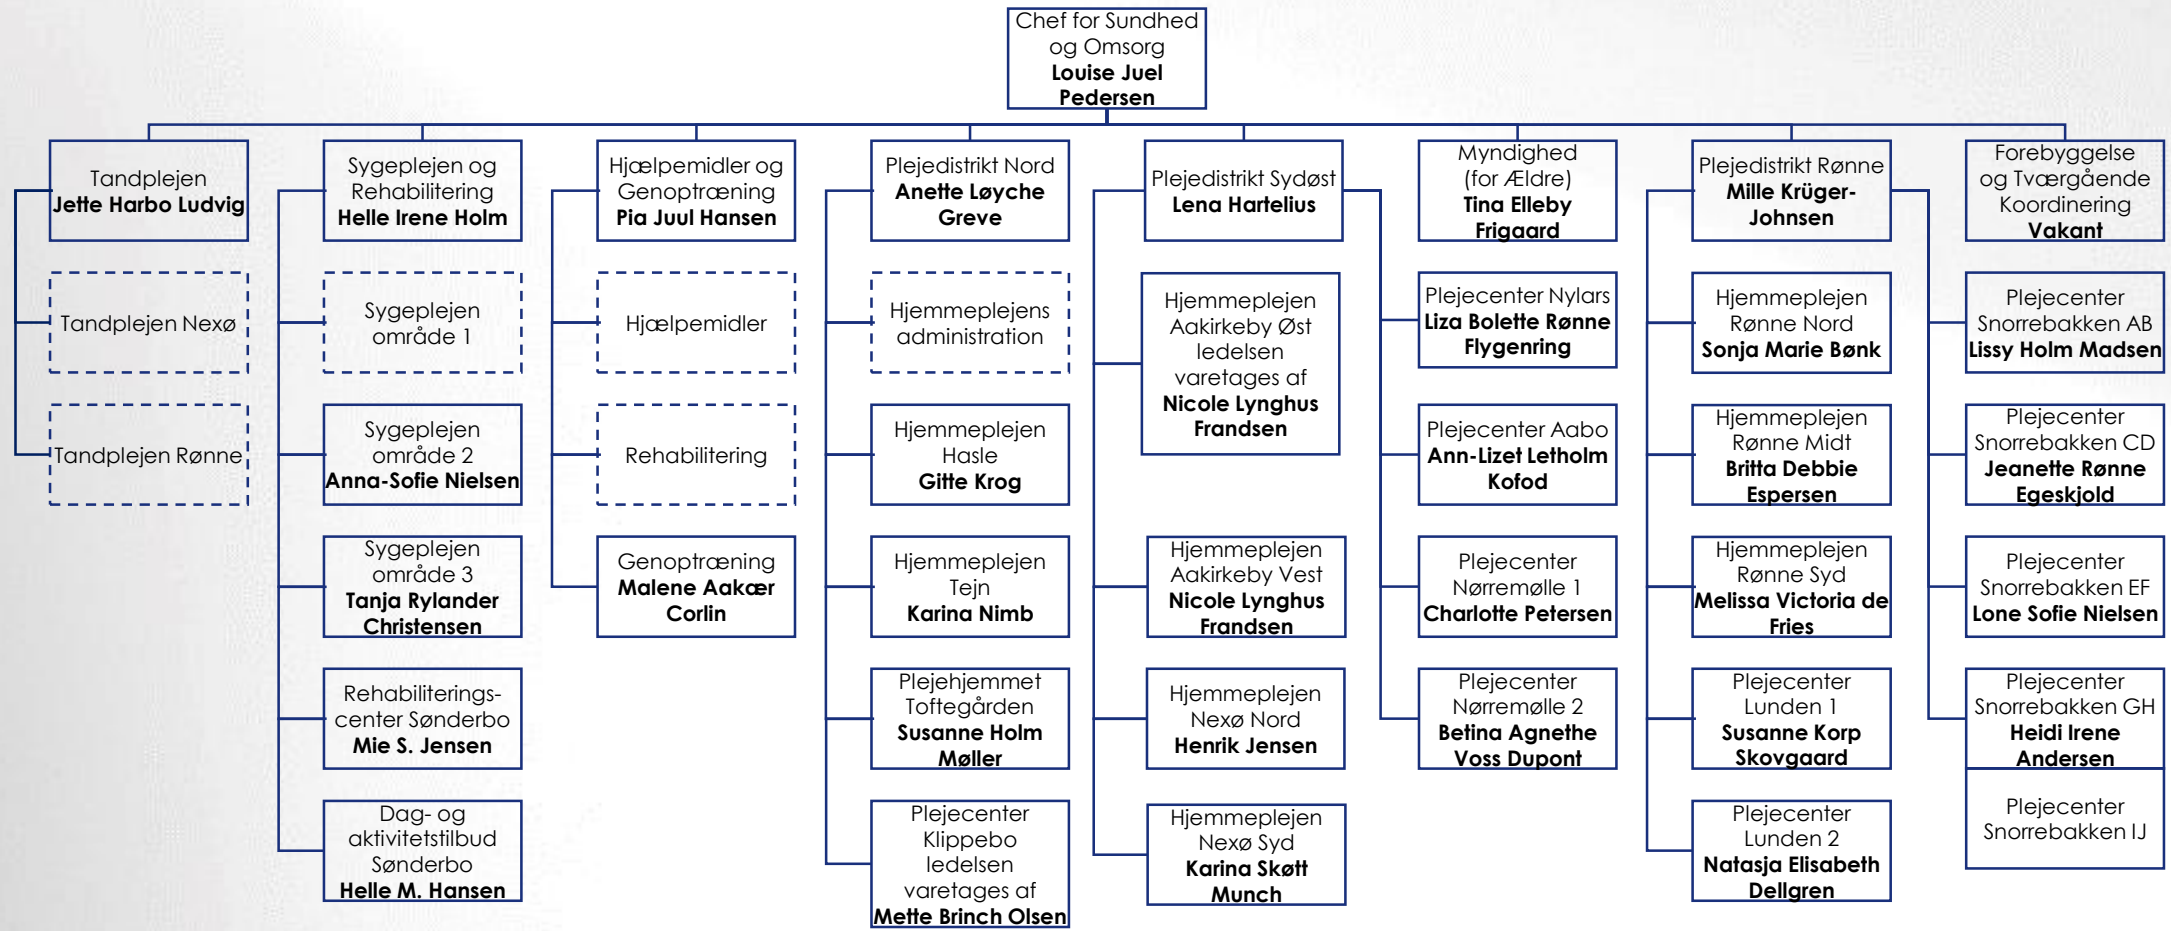 Chef for Sundhed
og Omsorg
Louise Juel
Pedersen
Tandplejen
Jette Harbo Ludvig
Sygeplejen og
Rehabilitering
Helle Irene Holm
Hjælpemidler og
Genoptræning
Pia Juul Hansen
Plejedistrikt Nord
Anette Løyche
Greve
Plejedistrikt Sydøst
Lena Hartelius
Myndighed
(for Ældre)
Tina Elleby
Frigaard
Plejedistrikt Rønne
Mille Krüger-
Johnsen
Forebyggelse
og Tværgående
Koordinering
Vakant
Tandplejen Nexø
Sygeplejen
område 1
Hjælpemidler
Hjemmeplejens
administration
Hjemmeplejen
Aakirkeby Øst
ledelsen
varetages af
Nicole Lynghus
Frandsen
Plejecenter Nylars
Liza Bolette Rønne
Flygenring
Hjemmeplejen
Rønne Nord
Sonja Marie Bønk
Plejecenter
Snorrebakken AB
Lissy Holm Madsen
Tandplejen Rønne
Sygeplejen
område 2
Anna-Sofie Nielsen
Rehabilitering
Hjemmeplejen
Hasle
Gitte Krog
Plejecenter Aabo
Ann-Lizet Letholm
Kofod
Hjemmeplejen
Rønne Midt
Britta Debbie
Espersen
Plejecenter
Snorrebakken CD
Jeanette Rønne
Egeskjold
Sygeplejen
område 3
Tanja Rylander
Christensen
Genoptræning
Malene Aakær
Corlin
Hjemmeplejen
Tejn
Karina Nimb
Hjemmeplejen
Aakirkeby Vest
Nicole Lynghus
Frandsen
Plejecenter
Nørremølle 1
Charlotte Petersen
Hjemmeplejen
Rønne Syd
Melissa Victoria de
Fries
Plejecenter
Snorrebakken EF
Lone Sofie Nielsen
Rehabiliterings-
center Sønderbo
Mie S. Jensen
Plejehjemmet
Toftegården
Susanne Holm
Møller
Hjemmeplejen
Nexø Nord
Henrik Jensen
Plejecenter
Nørremølle 2
Betina Agnethe
Voss Dupont
Plejecenter
Lunden 1
Susanne Korp
Skovgaard
Plejecenter
Snorrebakken GH
Heidi Irene
Andersen
Dag- og
aktivitetstilbud
Sønderbo
Helle M. Hansen
Plejecenter
Klippebo
ledelsen
varetages af
Mette Brinch Olsen
Hjemmeplejen
Nexø Syd
Karina Skøtt
Munch
Plejecenter
Lunden 2
Natasja Elisabeth
Dellgren
Plejecenter
Snorrebakken IJ